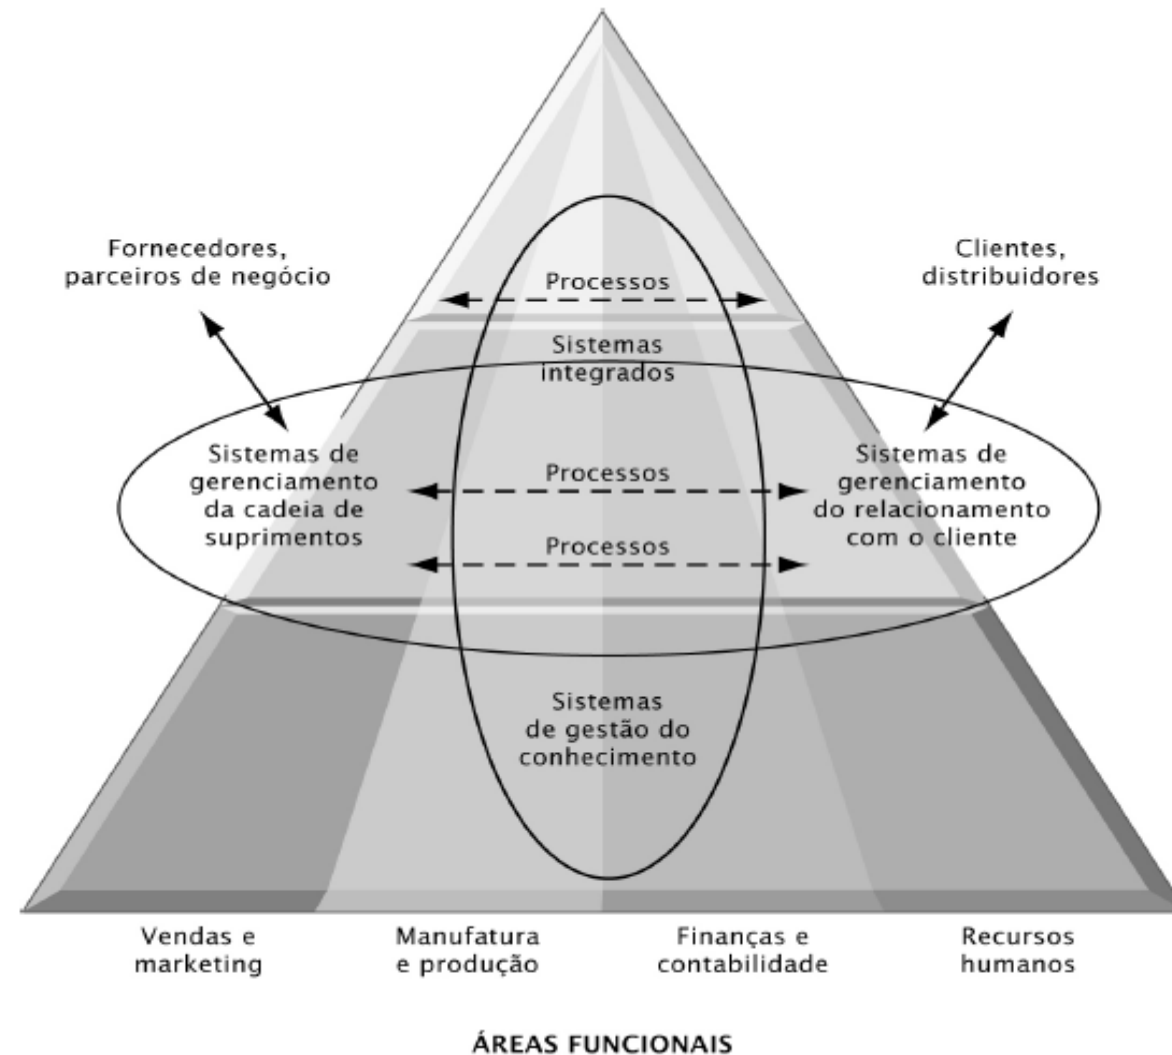 Fornecedores,
parceiros de negócio
Clientes,
distribuidores
Processos
Sistemas
integrados
Sistemas de
gerenciamento
da cadeia de
suprimentos
Processos
Processos
Sistemas de
gerenciamento
do relacionamento
com o cliente
Sistemas
de gestão do
conhecimento
Vendas e
marketing
Manufatura
e produção
Finanças e
contabilidade
Recursos
humanos
ÁREAS FUNCIONAIS